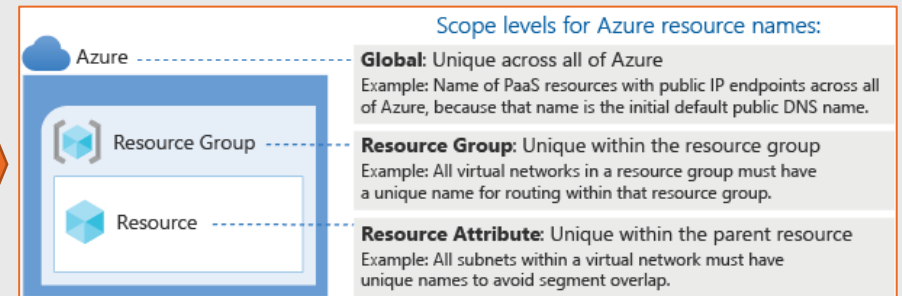 Scope levels for Azure resource names:
Azure
Global: Unique across all of Azure
Example: Name of PaaS resources with public IP endpoints across all
of Azure, because that name is the initial default public DNS name.
Resource Group
Resource Group: Unique within the resource group
Example: All virtual networks in a resource group must have
a unique name for routing within that resource group.
Resource
Resource Attribute: Unique within the parent resource
Example: All subnets within a virtual network must have
unique names to avoid segment overlap.